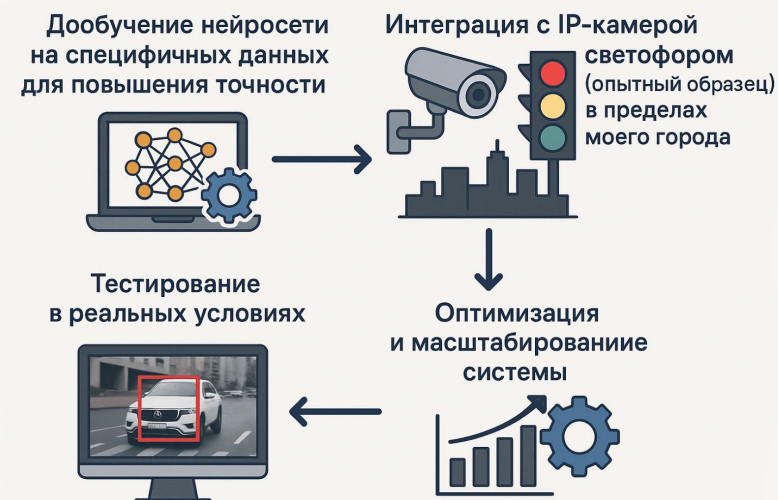 Дообучение нейросети
на специфичных данных
для повышения точности
Интеграция с IP-камерой
светофором
(опытный образец)
в пределах
моего города
Оптимизация
и масштабированиие
системы
Тестирование
в реальных условиях